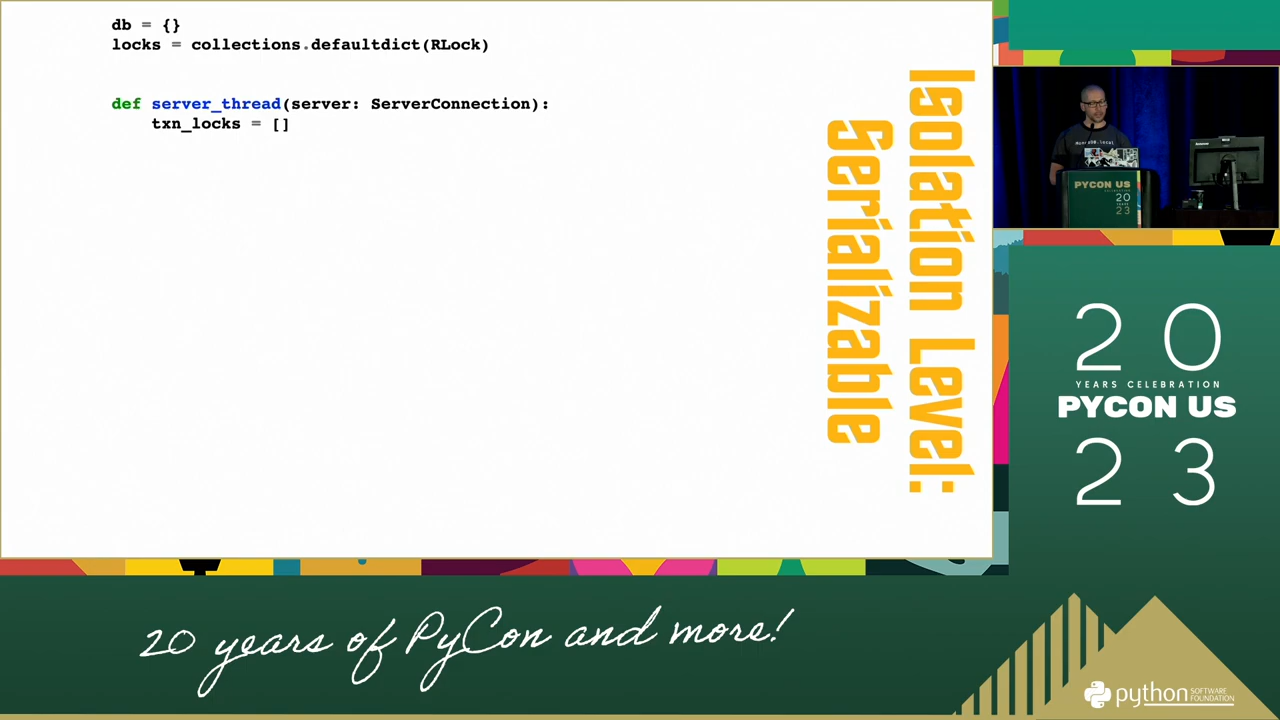 db = {}
locks = collections.defaultdict(RLock)
def server_thread(server: ServerConnection):
txn_locks = []
Isolation Level:
Serializable
PYCON US
20
23
20
YEARS CELEBRATION
PYCON US
23
20 years of PyCon and more!
python
SOFTWARE
FOUNDATION